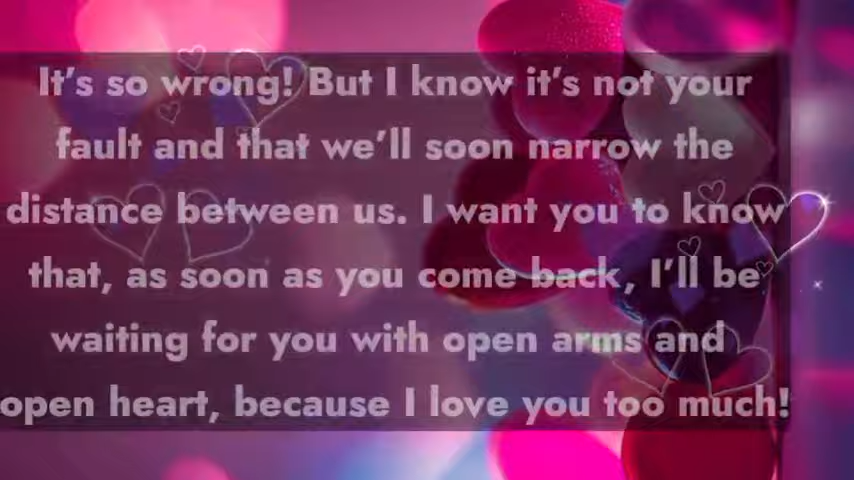 It's so wrong! But I know it's not your
fault and that we'll soon narrow the
distance between us. I want you to know
that, as soon as you come back, I'll be
waiting for you with open arms and
open heart, because I love you too much!